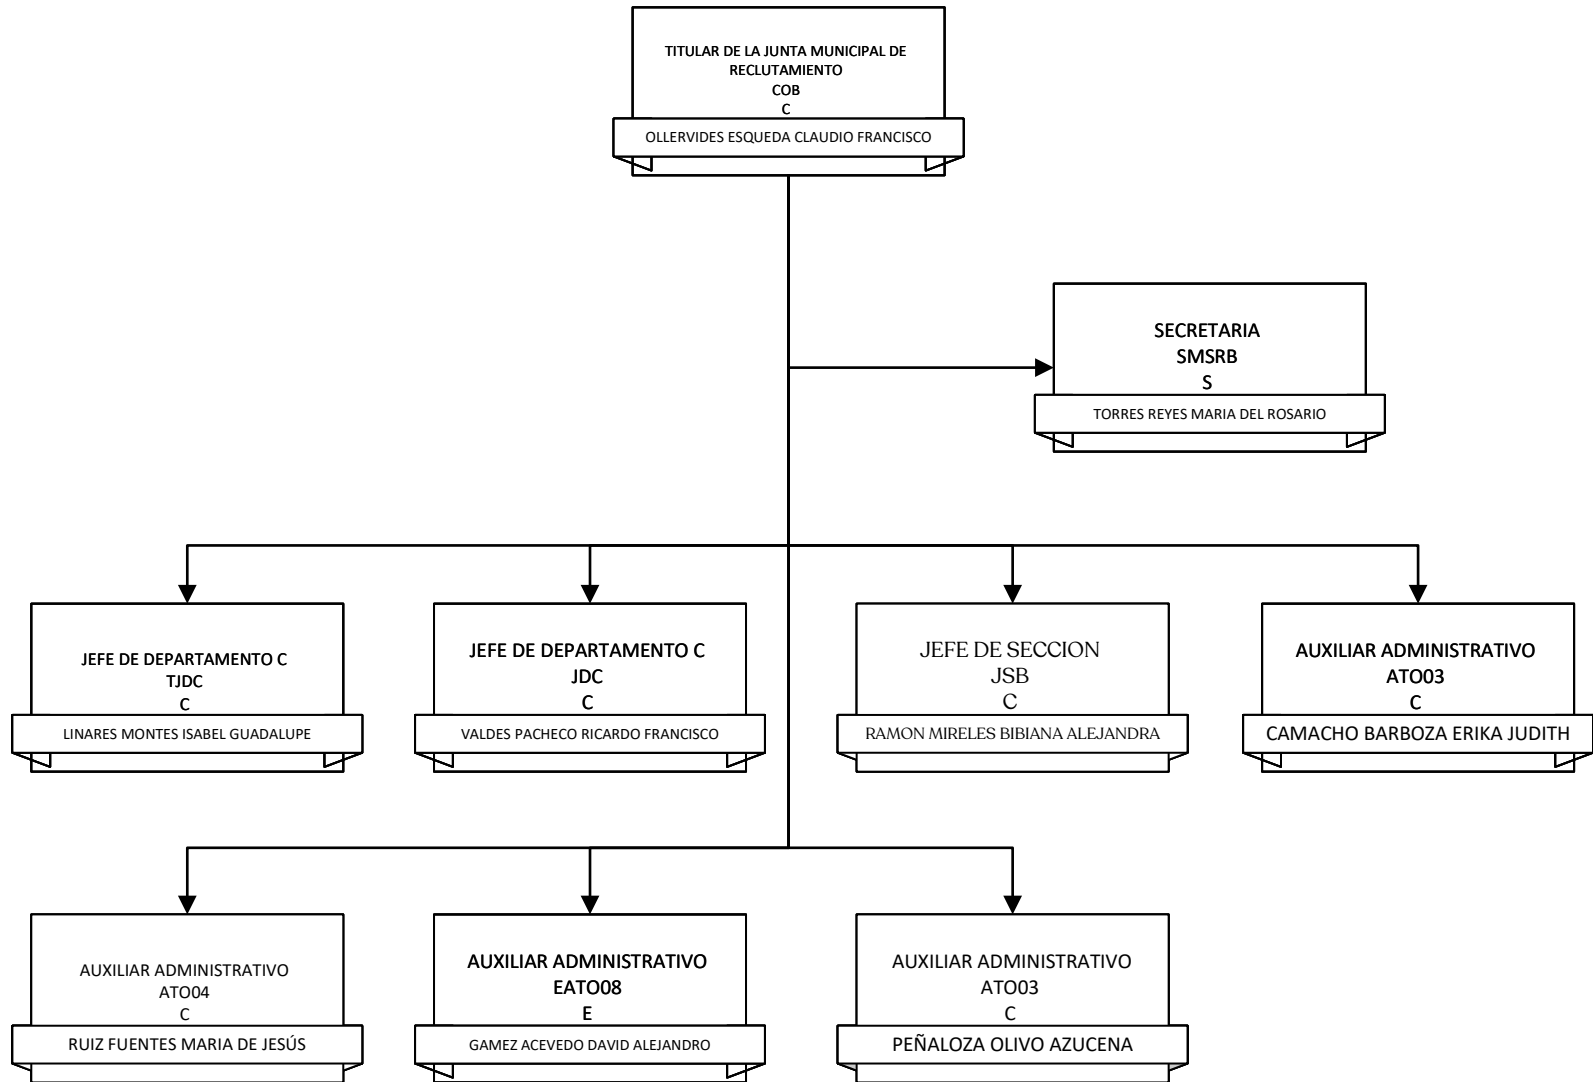 TITULAR DE LA JUNTA MUNICIPAL DE
RECLUTAMIENTO
COB
C
OLLERVIDES ESQUEDA CLAUDIO FRANCISCO
SECRETARIA
SMSRB
S
TORRES REYES MARIA DEL ROSARIO
JEFE DE DEPARTAMENTO C
TJDC
C
LINARES MONTES ISABEL GUADALUPE
JEFE DE DEPARTAMENTO C
JDC
C
VALDES PACHECO RICARDO FRANCISCO
JEFE DE SECCION
JSB
C
RAMON MIRELES BIBIANA ALEJANDRA
AUXILIAR ADMINISTRATIVO
ATO03
C
CAMACHO BARBOZA ERIKA JUDITH
AUXILIAR ADMINISTRATIVO
ATO04
C
RUIZ FUENTES MARIA DE JESÚS
AUXILIAR ADMINISTRATIVO
EATO08
E
GAMEZ ACEVEDO DAVID ALEJANDRO
AUXILIAR ADMINISTRATIVO
ATO03
C
PEÑALOZA OLIVO AZUCENA